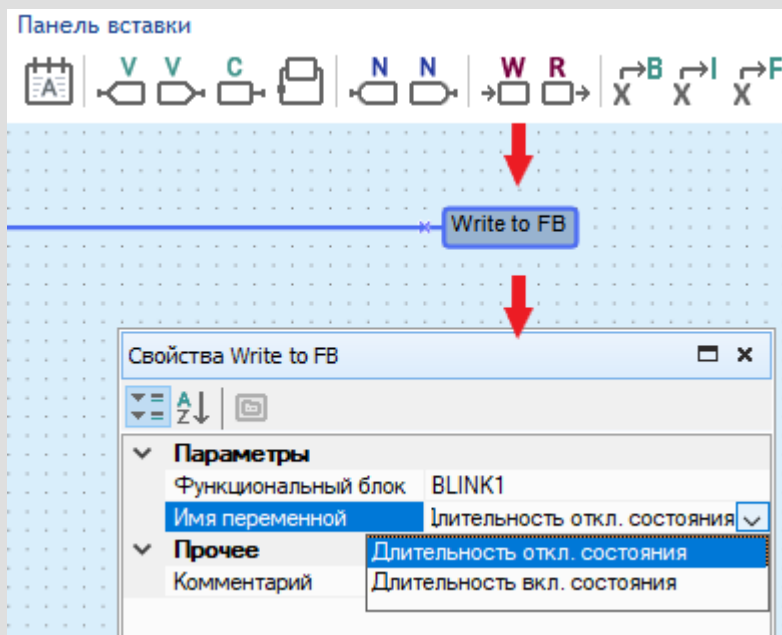 Панель вставки
A V V C N N W R X B X I X F
Write to FB
Свойства Write to FB
A Z
Параметры
Функциональный блок BLINK1
Имя переменной лительность откл. состояния
Прочее Длительность откл. состояния
Комментарий Длительность вкл. состояния